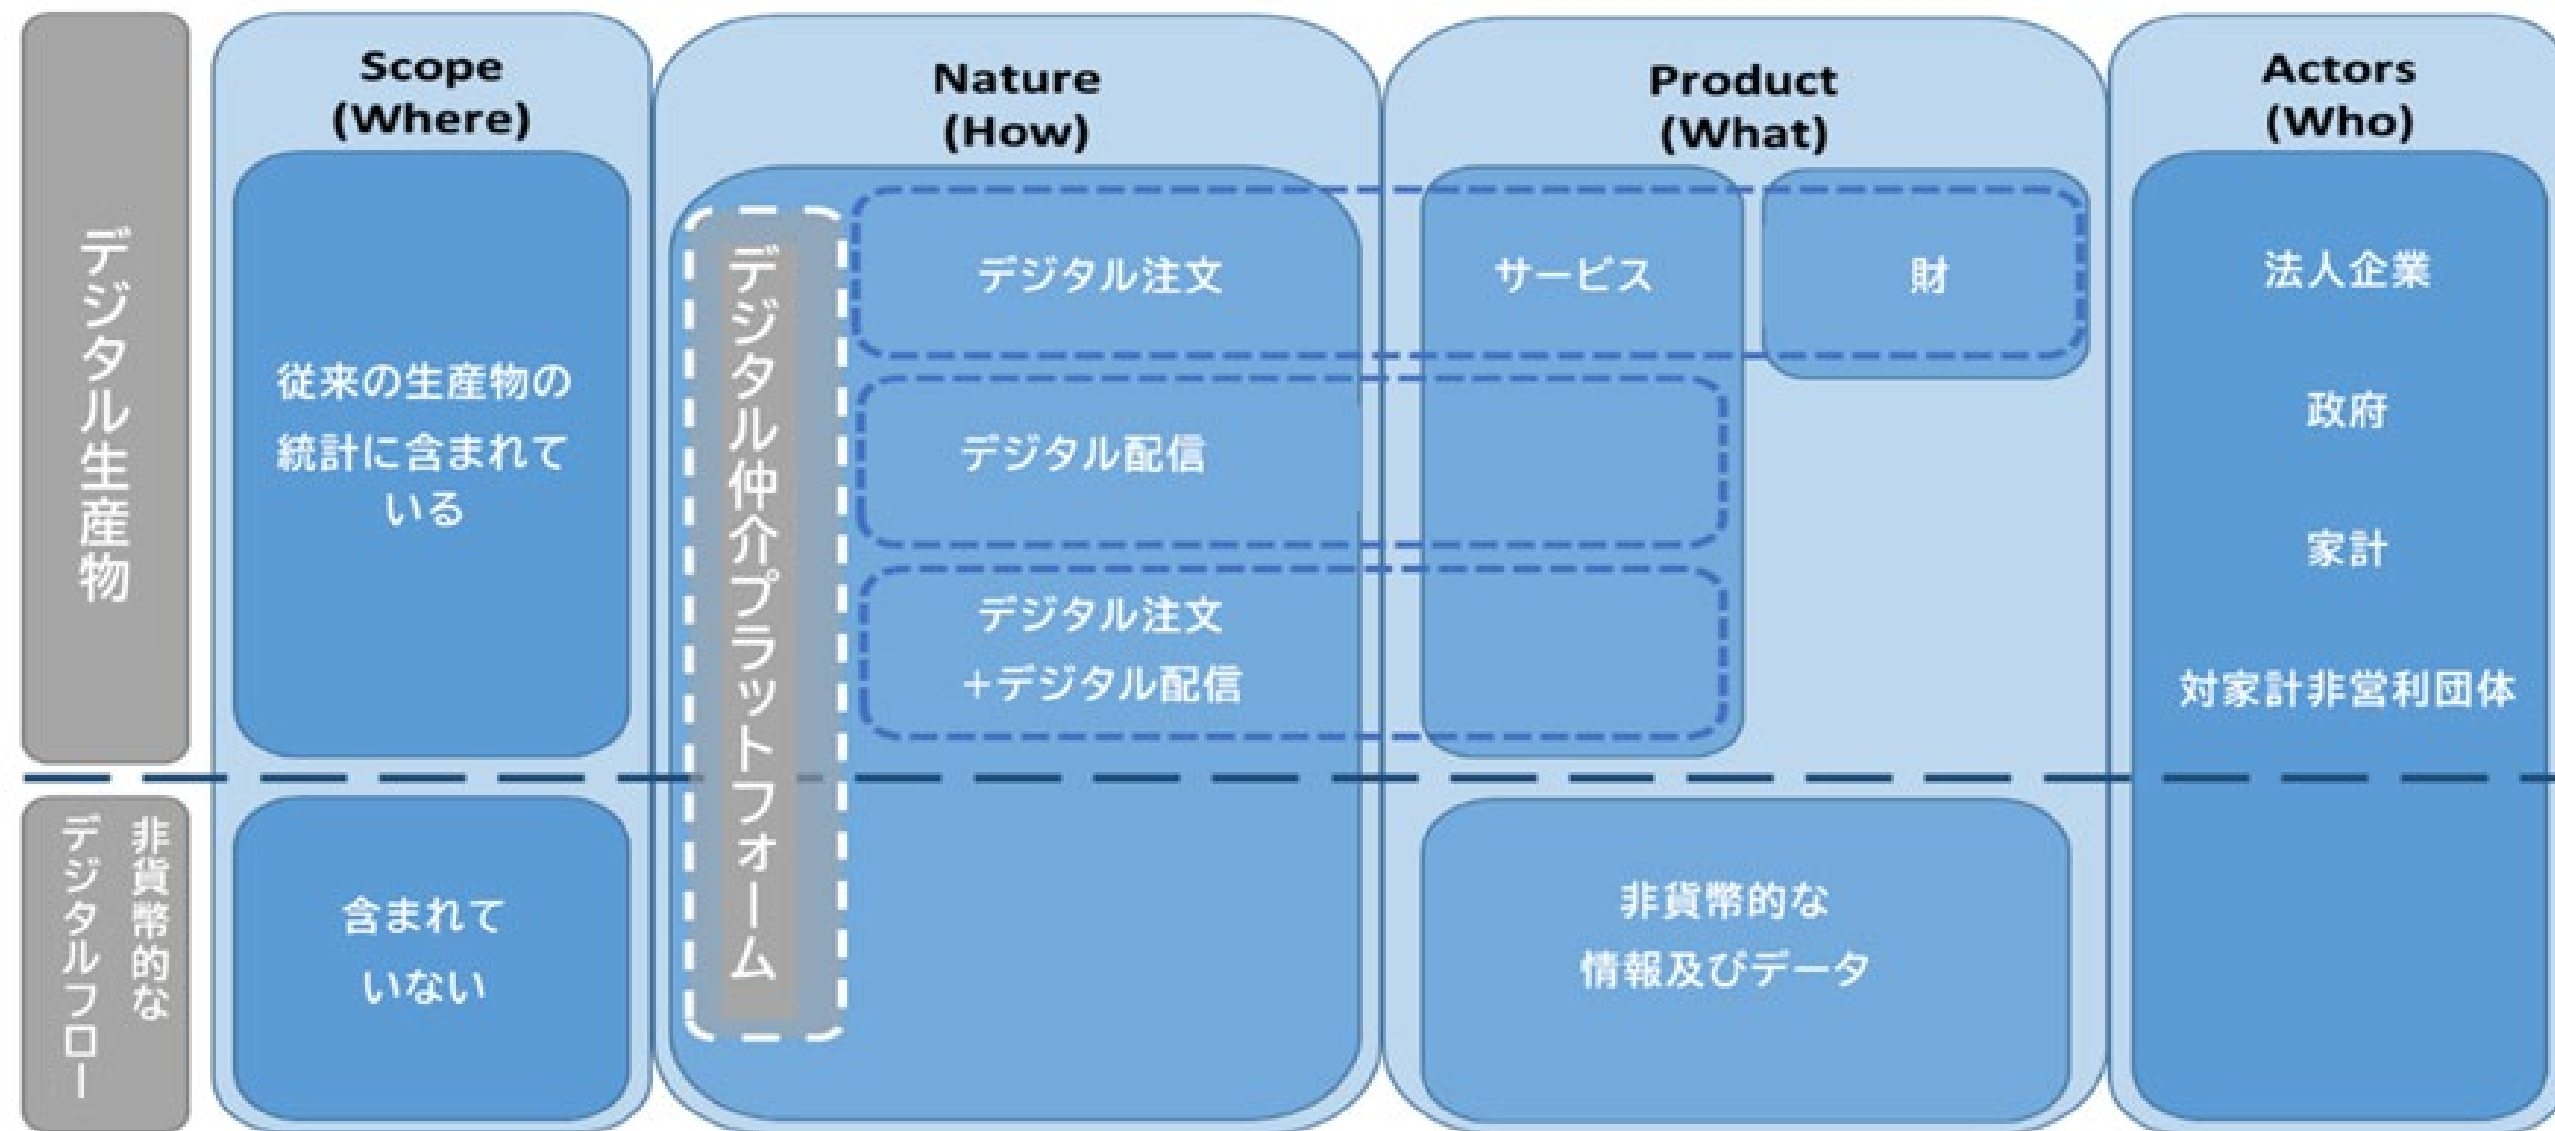 デジタル生産物
Scope
(Where)
従来の生産物の
統計に含まれて
いる
Nature
(How)
デジタル仲介プラットフォーム
デジタル注文
デジタル配信
デジタル注文
+デジタル配信
Product
(What)
サービス
財
Actors
(Who)
法人企業
政府
家計
対家計非営利団体
非貨幣的な
デジタルフロー
含まれて
いない
非貨幣的な
情報及びデータ